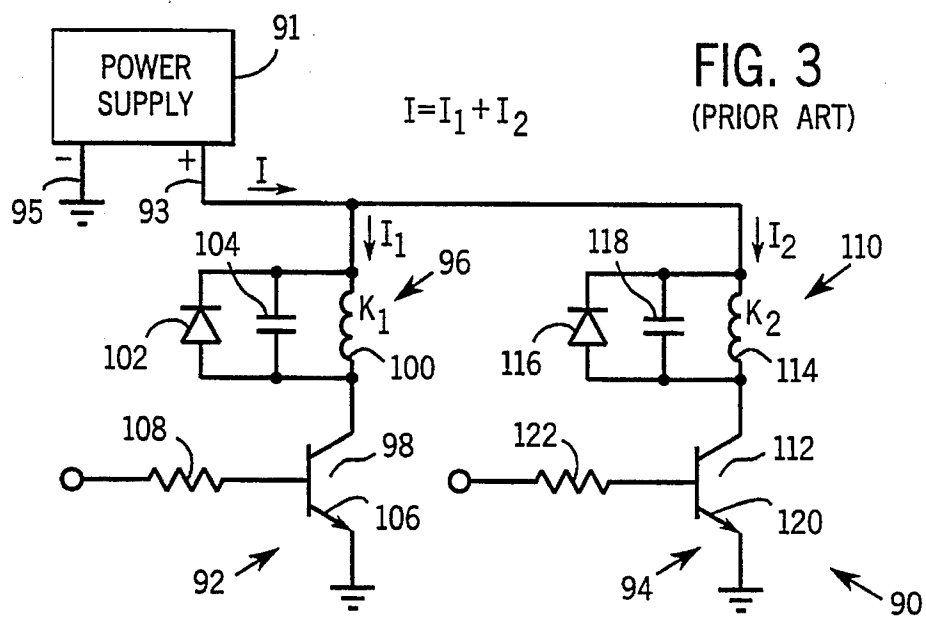 91
POWER
SUPPLY
FIG. 3
(PRIOR ART)
I=I₁+I₂
−
+
I
95
93
I₁
I₂
104
96
118
110
K₁
K₂
102
100
116
114
108
98
122
112
106
120
92
94
90